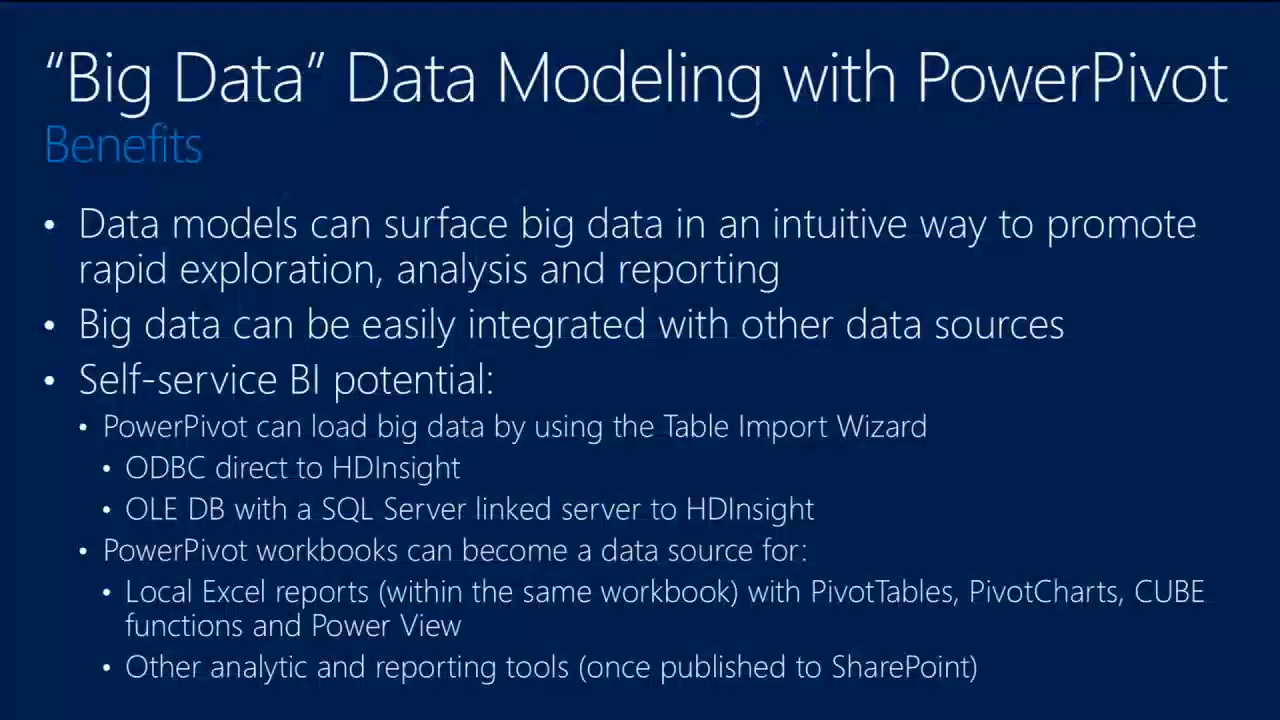 “Big Data” Data Modeling with PowerPivot
Benefits
• Data models can surface big data in an intuitive way to promote
rapid exploration, analysis and reporting
• Big data can be easily integrated with other data sources
• Self-service BI potential:
• PowerPivot can load big data by using the Table Import Wizard
• ODBC direct to HDInsight
• OLE DB with a SQL Server linked server to HDInsight
• PowerPivot workbooks can become a data source for:
• Local Excel reports (within the same workbook) with PivotTables, PivotCharts, CUBE
functions and Power View
• Other analytic and reporting tools (once published to SharePoint)